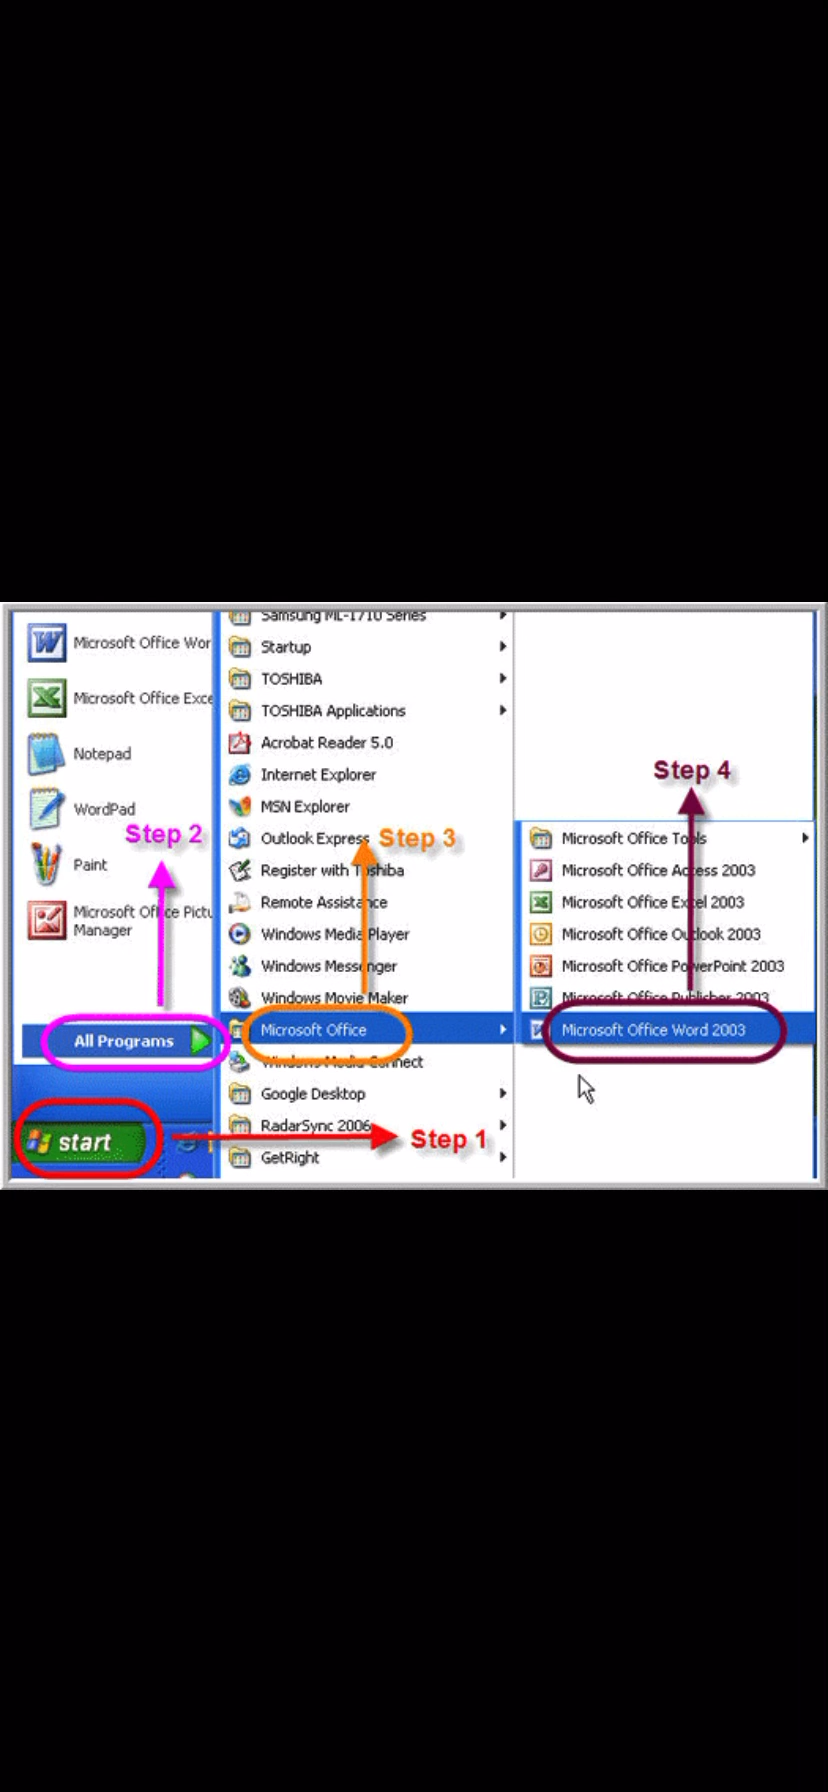 Microsoft Office Wor
Microsoft Office Exce
Notepad
WordPad
Step 2
Paint
Microsoft Office Pictu
Manager
All Programs
start
Samsung ML-1710 Series
Startup
TOSHIBA
TOSHIBA Applications
Acrobat Reader 5.0
Internet Explorer
MSN Explorer
Outlook Express
Step 3
Register with Toshiba
Remote Assistance
Windows Media Player
Windows Messenger
Windows Movie Maker
Microsoft Office
Windows Media Connect
Google Desktop
RadarSync 2006
Step 1
GetRight
Step 4
Microsoft Office Tools
Microsoft Office Access 2003
Microsoft Office Excel 2003
Microsoft Office Outlook 2003
Microsoft Office PowerPoint 2003
Microsoft Office Publisher 2003
Microsoft Office Word 2003